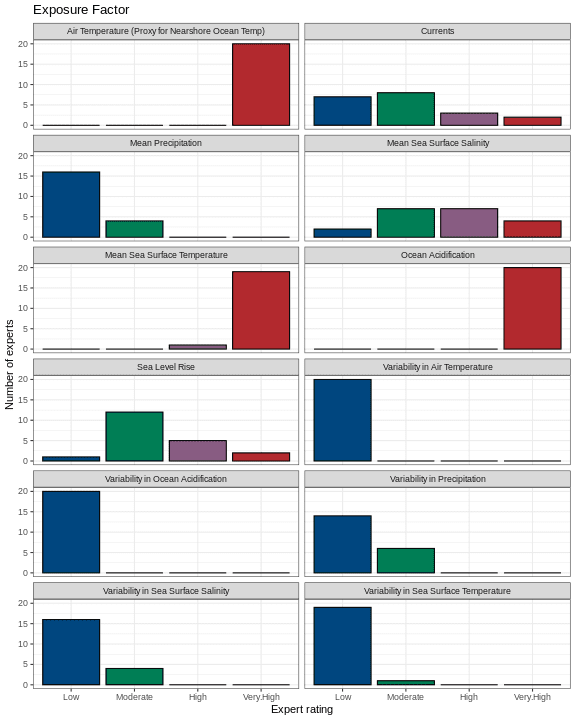 Exposure Factor
Air Temperature (Proxy for Nearshore Ocean Temp)
Currents
20
15
10
5
0
Mean Precipitation
Mean Sea Surface Salinity
20
15
10
5
0
Mean Sea Surface Temperature
Ocean Acidification
20
15
10
5
0
Number of experts
Sea Level Rise
Variability in Air Temperature
20
15
10
5
0
Variability in Ocean Acidification
Variability in Precipitation
20
15
10
5
0
Variability in Sea Surface Salinity
Variability in Sea Surface Temperature
20
15
10
5
0
Low Moderate High Very.High Low Moderate High Very.High
Expert rating